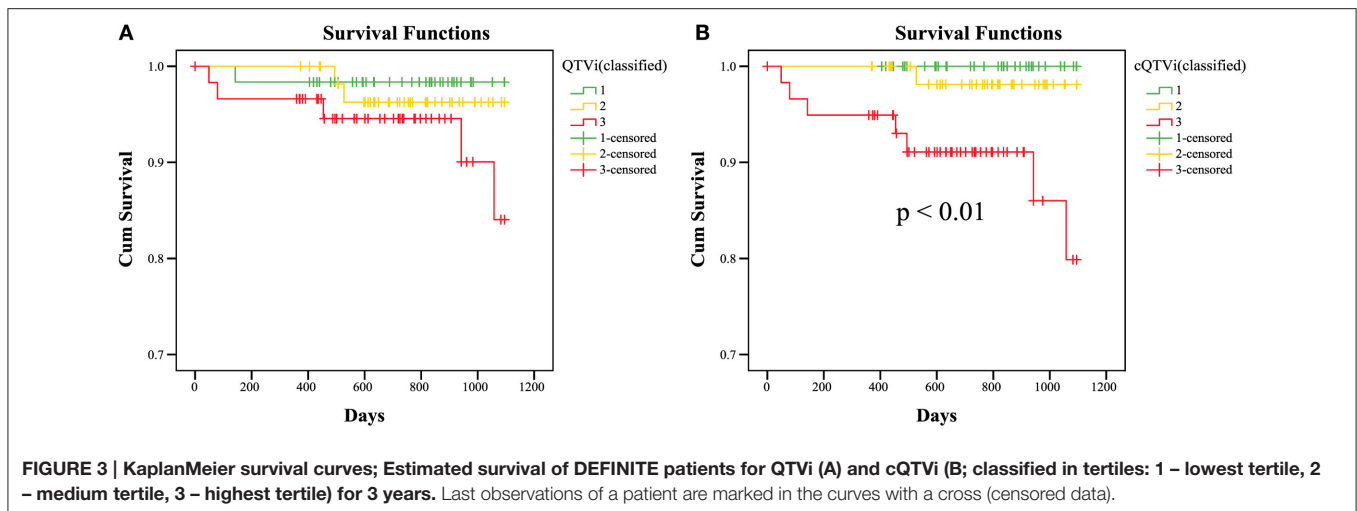 A
Survival Functions
Cum Survival
1.0
0.9
0.8
0.7
0
200
400
600
800
1000
1200
Days
QTVi(classified)
1
2
3
1-censored
2-censored
3-censored
B
Survival Functions
Cum Survival
1.0
0.9
0.8
0.7
p < 0.01
0
200
400
600
800
1000
1200
Days
cQTVi(classified)
1
2
3
1-censored
2-censored
3-censored
FIGURE 3 | KaplanMeier survival curves; Estimated survival of DEFINITE patients for QTVi (A) and cQTVi (B; classified in tertiles: 1 – lowest tertile, 2
– medium tertile, 3 – highest tertile) for 3 years. Last observations of a patient are marked in the curves with a cross (censored data).